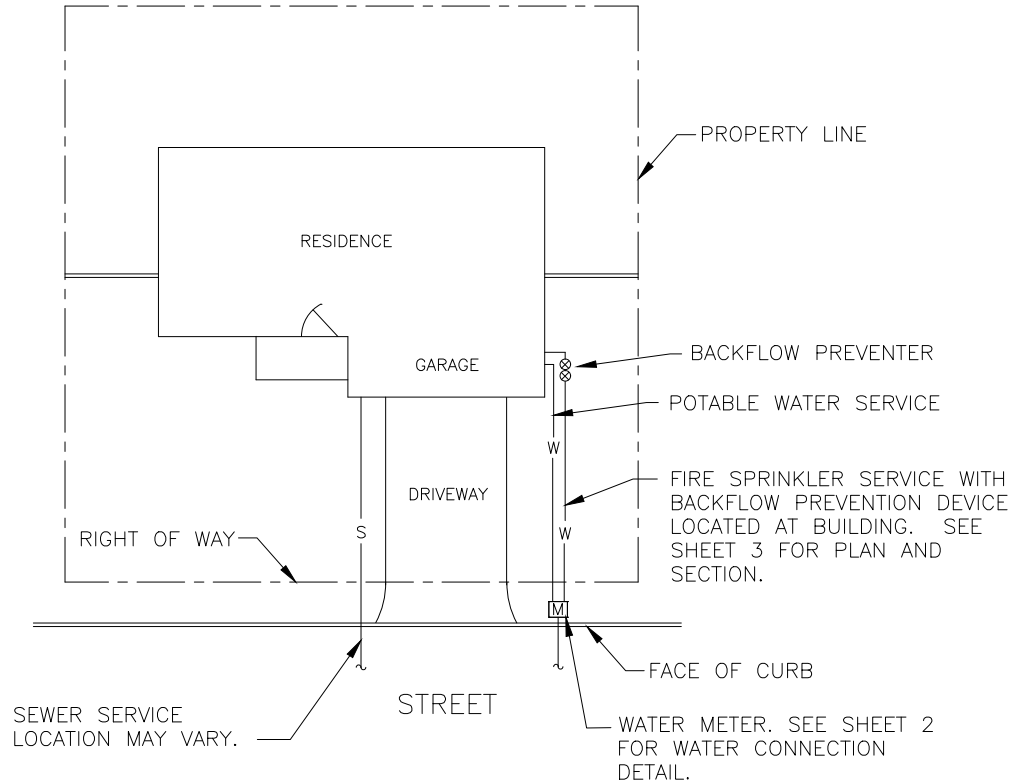 PROPERTY LINE
RESIDENCE
BACKFLOW PREVENTER
GARAGE
POTABLE WATER SERVICE
W
FIRE SPRINKLER SERVICE WITH
BACKFLOW PREVENTION DEVICE
LOCATED AT BUILDING. SEE
SHEET 3 FOR PLAN AND
SECTION.
DRIVEWAY
S
W
RIGHT OF WAY
M
FACE OF CURB
STREET
SEWER SERVICE
LOCATION MAY VARY.
WATER METER. SEE SHEET 2
FOR WATER CONNECTION
DETAIL.